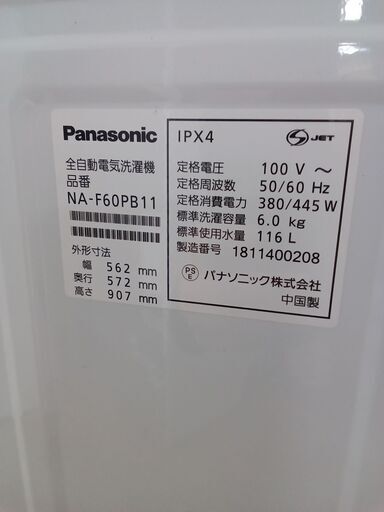 Panasonic
全自動電気洗濯機
品番
NA-F60PB11
外形寸法
幅 562 mm
奥行 572 mm
高さ 907 mm
IPX4
S JET
定格電圧 100 V ～
定格周波数 50/60 Hz
定格消費電力 380/445 W
標準洗濯容量 6.0 kg
標準使用水量 116 L
製造番号 1811400208
PS E パナソニック株式会社
中国製